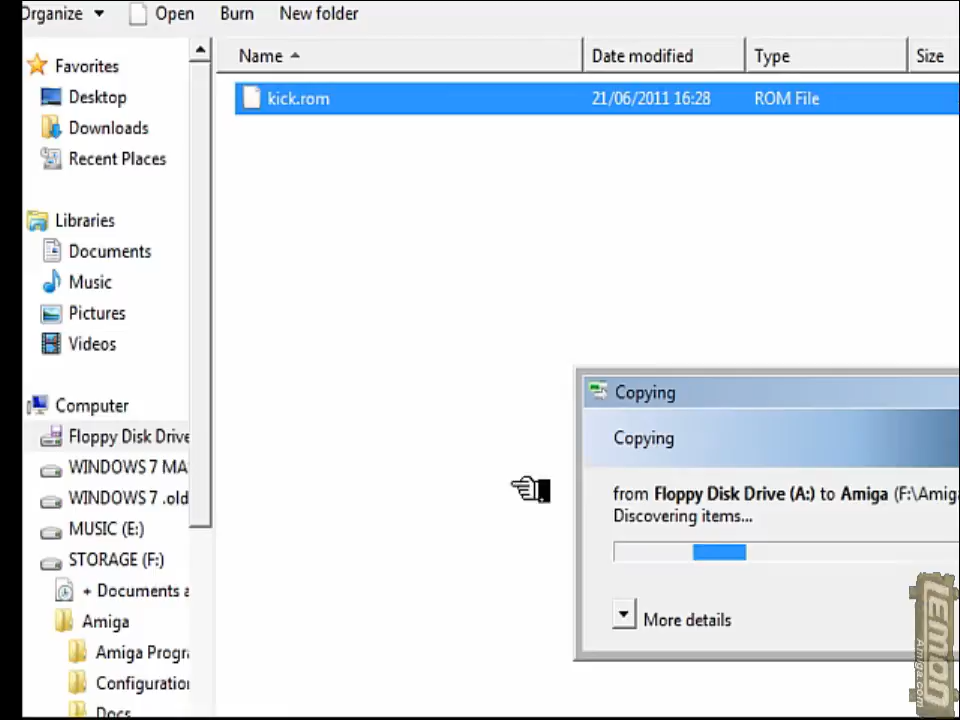 Organize Open Burn New folder
Name Date modified Type Size
kick.rom 21/06/2011 16:28 ROM File
Favorites
Desktop
Downloads
Recent Places
Libraries
Documents
Music
Pictures
Videos
Computer
Floppy Disk Drive
WINDOWS 7 MA
WINDOWS 7 .old
MUSIC (E:)
STORAGE (F:)
+ Documents a
Amiga
Amiga Progra
Configuration
Docs
Copying
Copying
from Floppy Disk Drive (A:) to Amiga (F:\Amiga
Discovering items...
More details
LEMON
Amiga.com